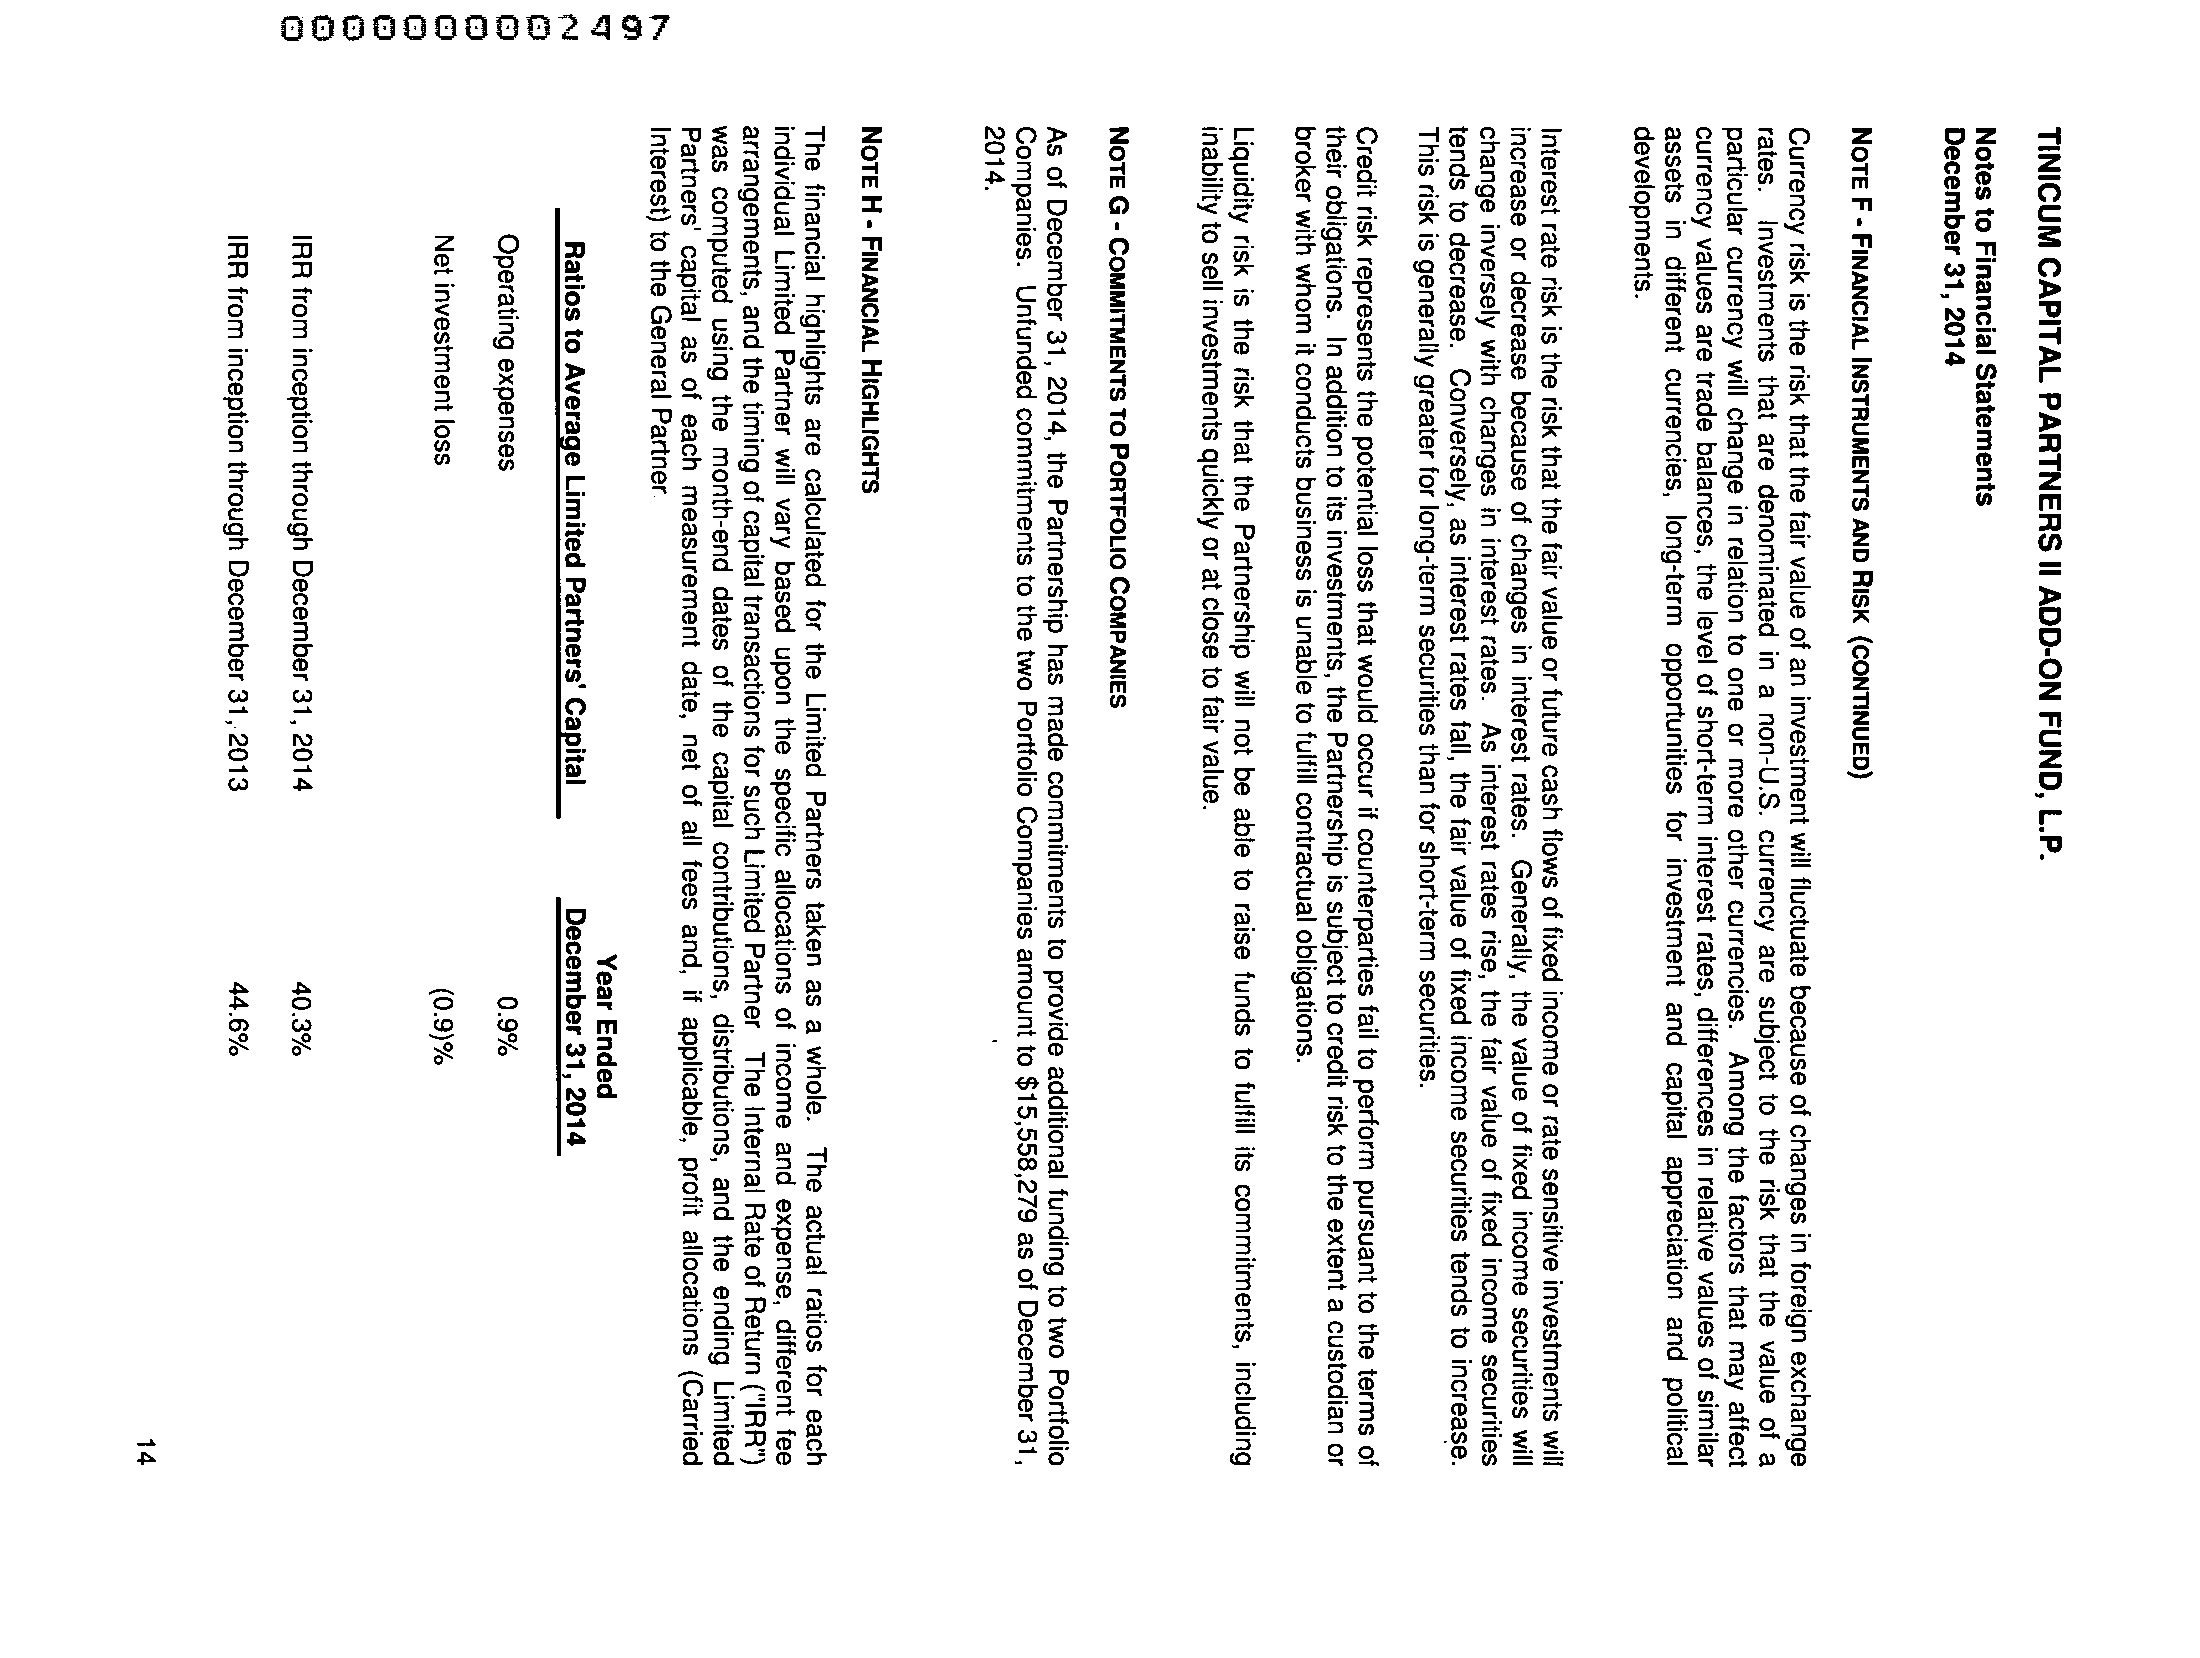 TINICUM CAPITAL PARTNERS II ADD-ON FUND, L.P.
Notes to Financial Statements
December 31, 2014
NOTE F - FINANCIAL INSTRUMENTS AND RISK (CONTINUED)
Currency risk is the risk that the fair value of an investment will fluctuate because of changes in foreign exchange
rates. Investments that are denominated in a non-U.S. currency are subject to the risk that the value of a
particular currency will change in relation to one or more other currencies. Among the factors that may affect
currency values are trade balances, the level of short-term interest rates, differences in relative values of similar
assets in different currencies, long-term opportunities for investment and capital appreciation and political
developments.
Interest rate risk is the risk that the fair value or future cash flows of fixed income or rate sensitive investments will
increase or decrease because of changes in interest rates. Generally, the value of fixed income securities will
change inversely with changes in interest rates. As interest rates rise, the fair value of fixed income securities
tends to decrease. Conversely, as interest rates fall, the fair value of fixed income securities tends to increase.
This risk is generally greater for long-term securities than for short-term securities.
Credit risk represents the potential loss that would occur if counterparties fail to perform pursuant to the terms of
their obligations. In addition to its investments, the Partnership is subject to credit risk to the extent a custodian or
broker with whom it conducts business is unable to fulfill contractual obligations.
Liquidity risk is the risk that the Partnership will not be able to raise funds to fulfill its commitments, including
inability to sell investments quickly or at close to fair value.
NOTE G - COMMITMENTS TO PORTFOLIO COMPANIES
As of December 31, 2014, the Partnership has made commitments to provide additional funding to two Portfolio
Companies. Unfunded commitments to the two Portfolio Companies amount to $15,558,279 as of December 31,
2014.
NOTE H - FINANCIAL HIGHLIGHTS
The financial highlights are calculated for the Limited Partners taken as a whole. The actual ratios for each
individual Limited Partner will vary based upon the specific allocations of income and expense, different fee
arrangements, and the timing of capital transactions for such Limited Partner The Internal Rate of Return ("IRR")
was computed using the month-end dates of the capital contributions, distributions, and the ending Limited
Partners' capital as of each measurement date, net of all fees and, if applicable, profit allocations (Carried
Interest) to the General Partner.
Year Ended
Ratios to Average Limited Partners' Capital December 31, 2014
Operating expenses 0.9%
Net investment loss (0.9)%
IRR from inception through December 31, 2014 40.3%
IRR from inception through December 31, 2013 44.6%
14
0000000002497